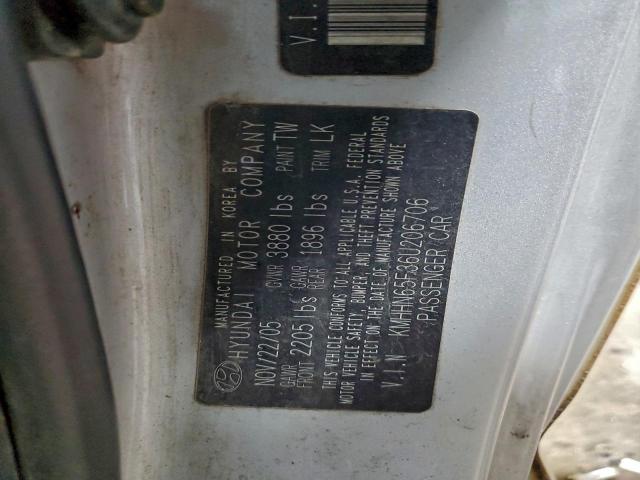 V.I.
MANUFACTURED IN KOREA BY
HYUNDAI MOTOR COMPANY
NOV/22/05 GVWR 3880 lbs PAINT TW
GAWR FRONT 2205 lbs GAWR REAR 1896 lbs TRIM LK
THIS VEHICLE CONFORMS TO ALL APPLICABLE U.S.A. FEDERAL
MOTOR VEHICLE SAFETY, BUMPER, AND THEFT PREVENTION STANDARDS
IN EFFECT ON THE DATE OF MANUFACTURE SHOWN ABOVE
V.I.N KMHHN65F36U206706
PASSENGER CAR